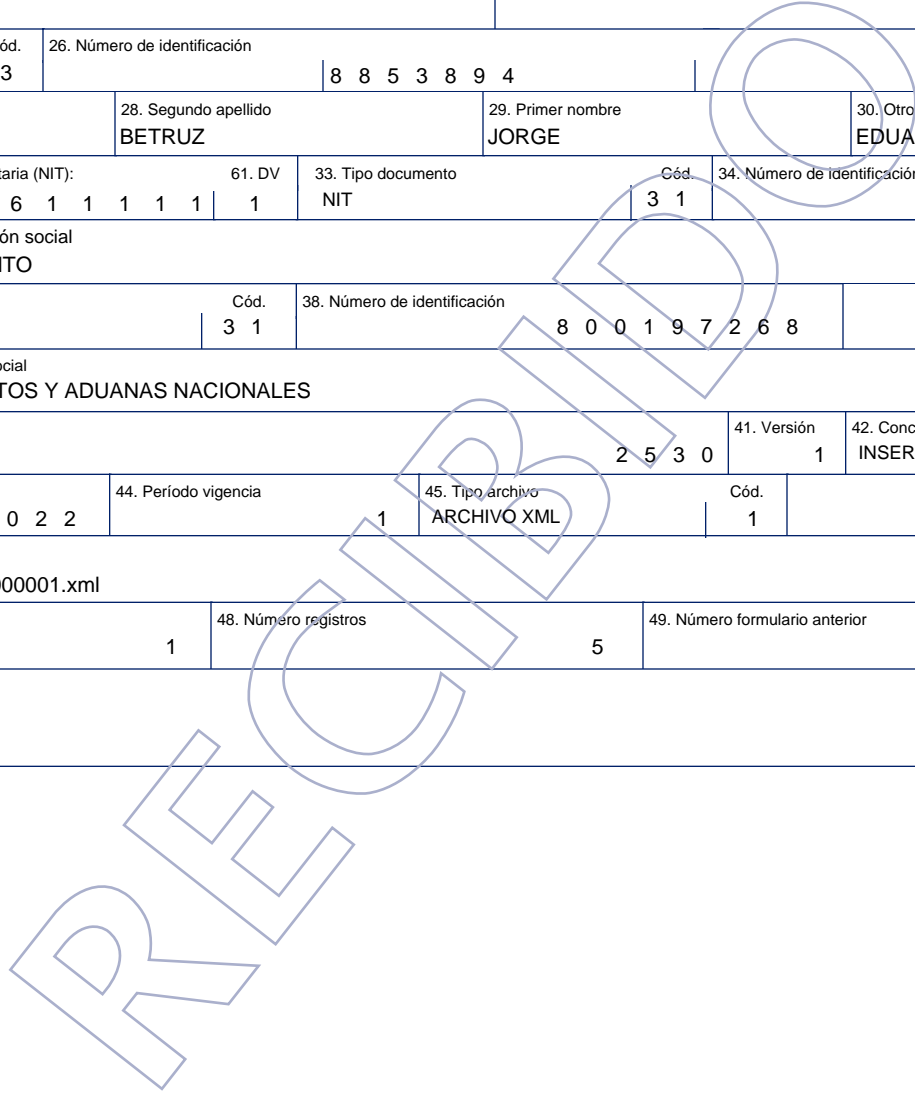 ód. 26. Número de identificación
3 8 8 5 3 8 9 4
28. Segundo apellido 29. Primer nombre 30. Otro
BETRUZ JORGE EDUA
taria (NIT): 61. DV 33. Tipo documento Cód. 34. Número de identificación
6 1 1 1 1 1 1 NIT 3 1
ón social
ITO
Cód. 38. Número de identificación
3 1 8 0 0 1 9 7 2 6 8
ocial
TOS Y ADUANAS NACIONALES
41. Versión 42. Conc
2 5 3 0 1 INSER
44. Período vigencia 45. Tipo archivo Cód.
0 2 2 1 ARCHIVO XML 1
000001.xml
48. Número registros 49. Número formulario anterior
1 5
RECIBIDO